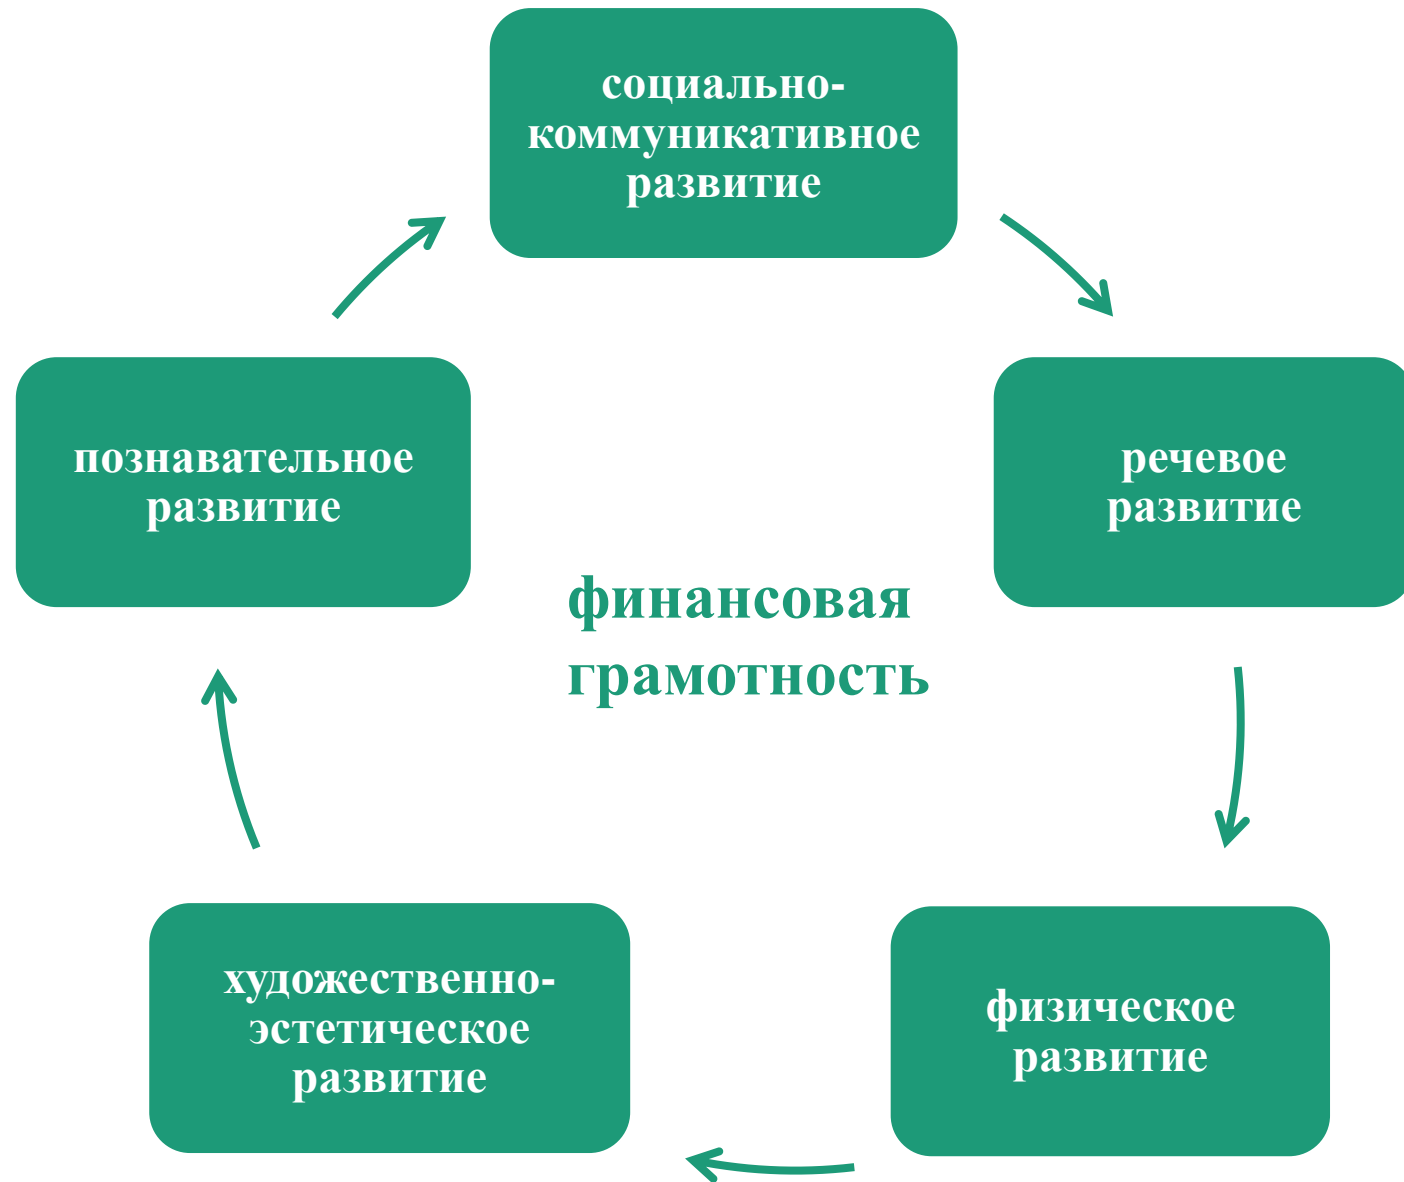 социально-
коммуникативное
развитие
познавательное
развитие
речевое
развитие
финансовая
грамотность
художественно-
эстетическое
развитие
физическое
развитие